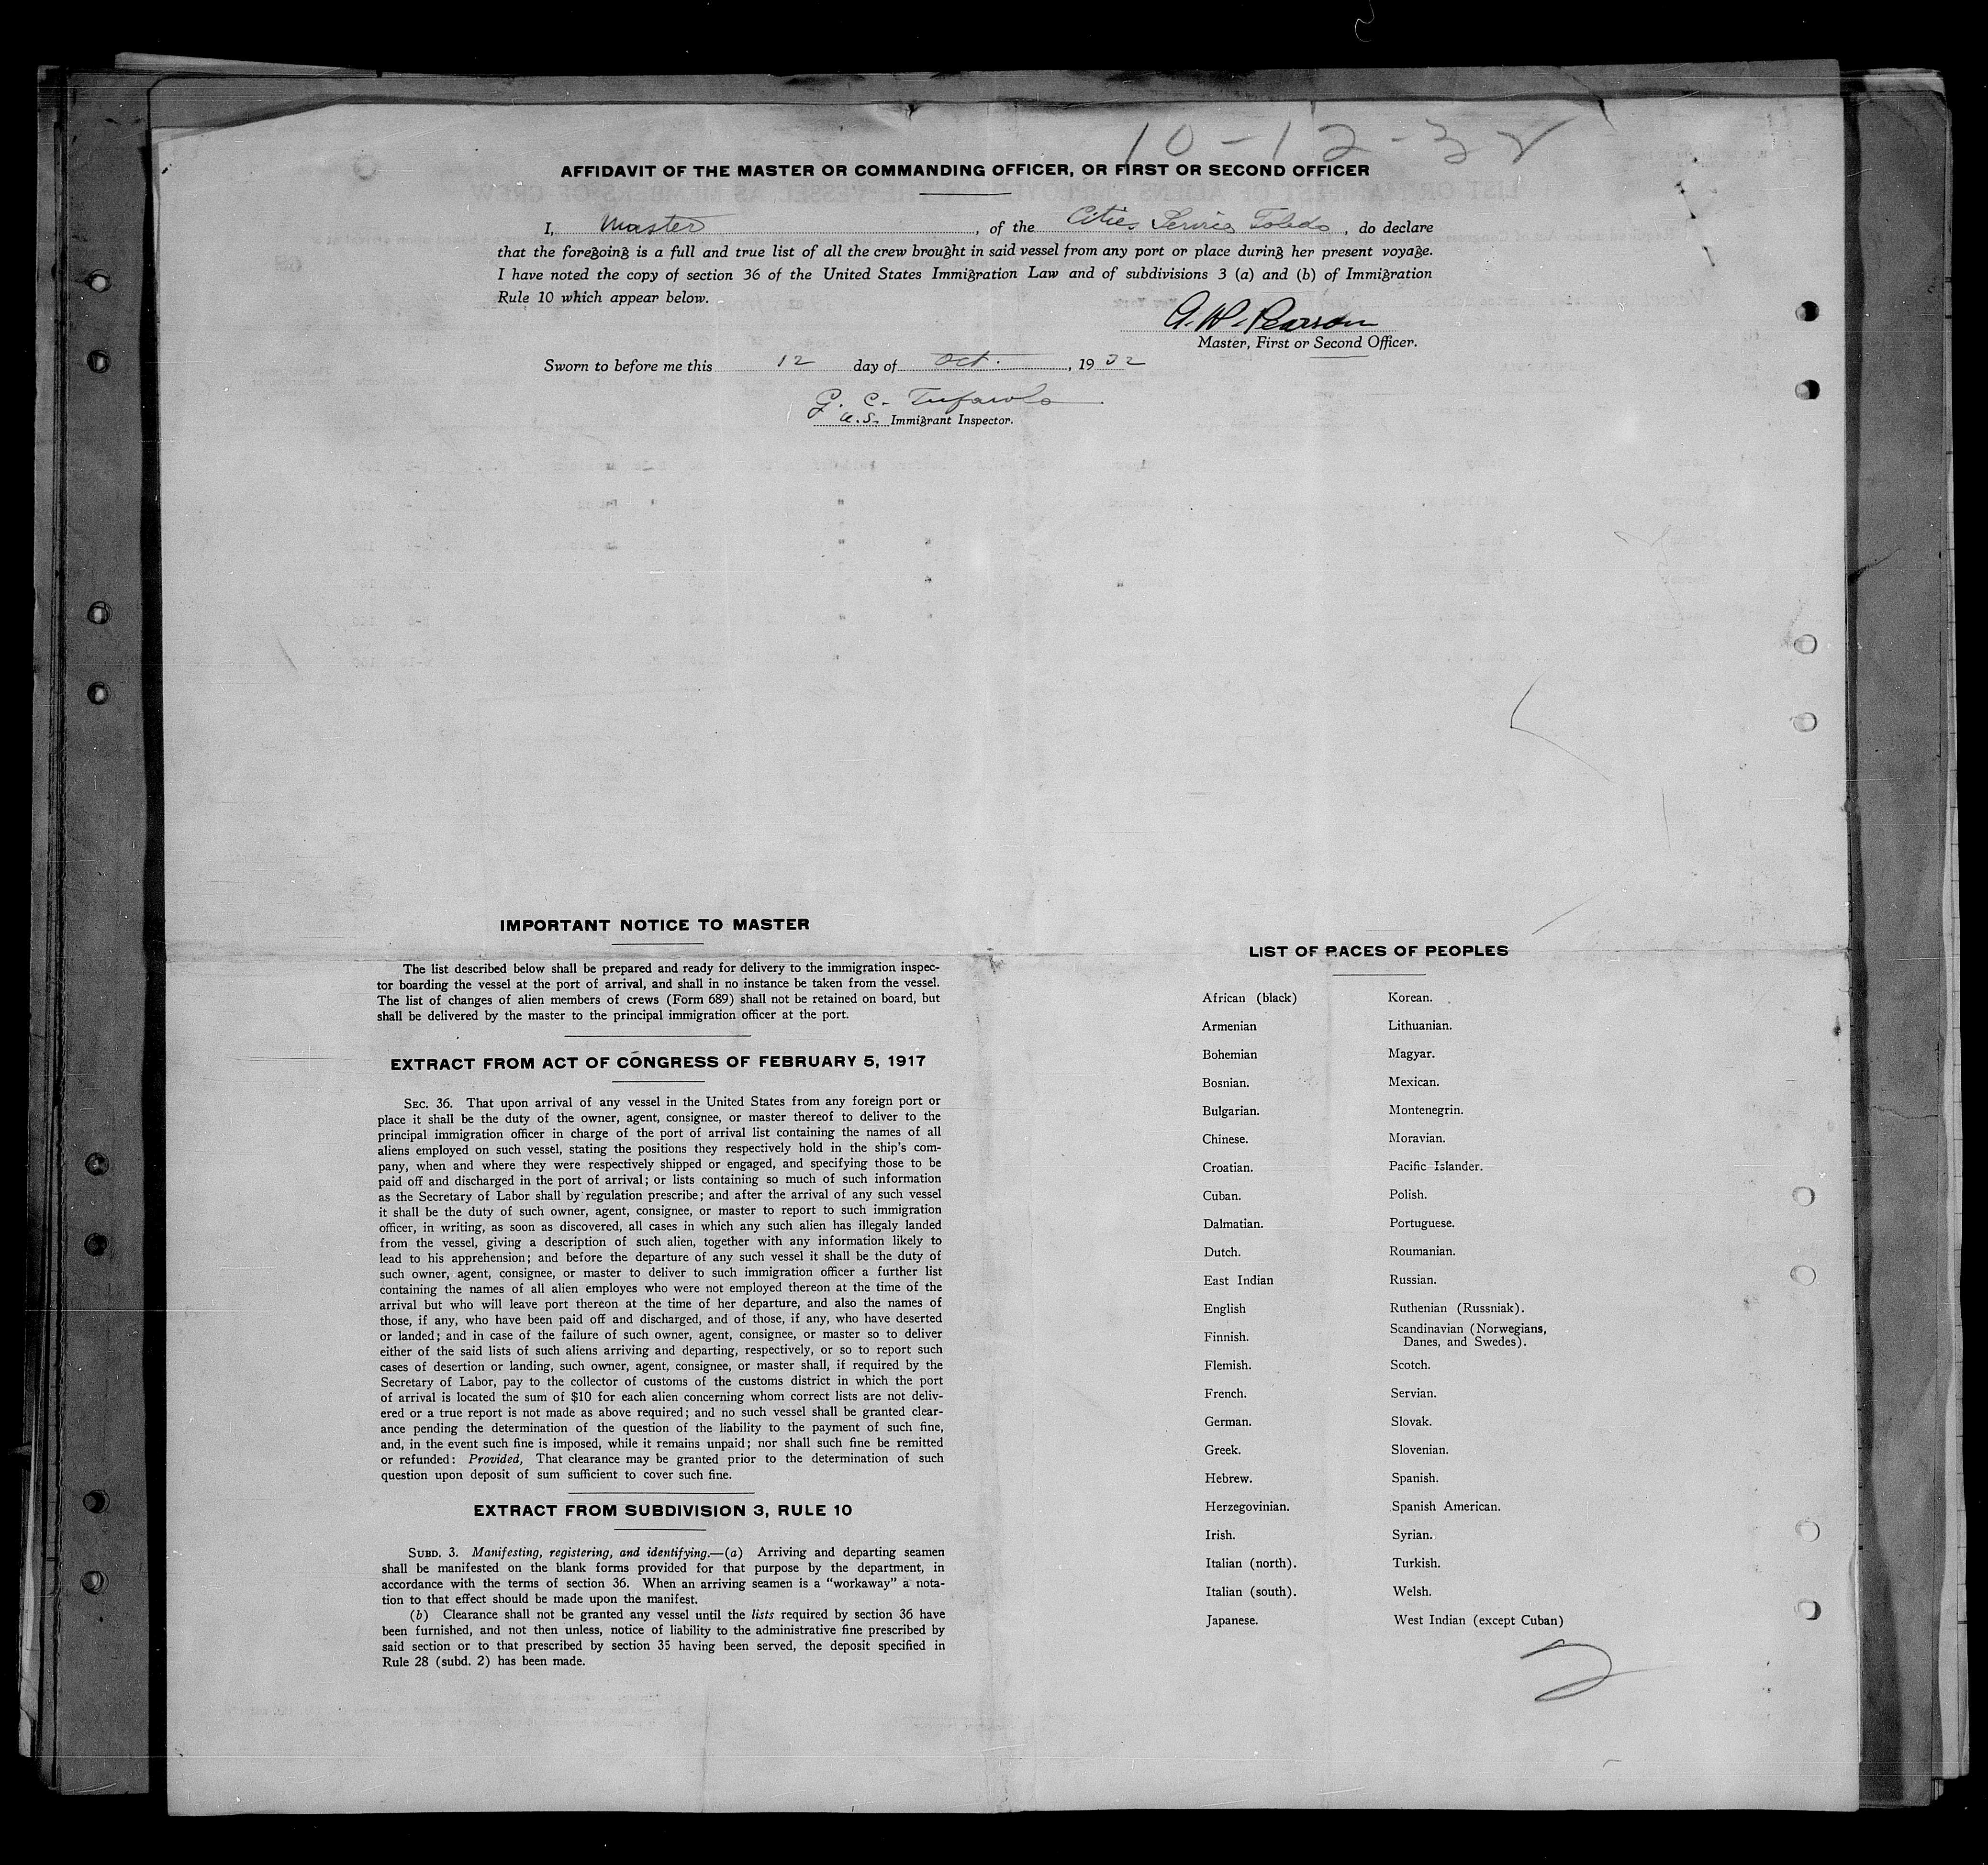 10-12-32
AFFIDAVIT OF THE MASTER OR COMMANDING OFFICER, OR FIRST OR SECOND OFFICER
I, Master, of the Cities Service Toledo, do declare
that the foregoing is a full and true list of all the crew brought in said vessel from any port or place during her present voyage.
I have noted the copy of section 36 of the United States Immigration Law and of subdivisions 3 (a) and (b) of Immigration
Rule 10 which appear below.
Pearson
Master, First or Second Officer.
Sworn to before me this 12 day of Oct., 1932
G. C. Tufarolo
U.S. Immigrant Inspector.
IMPORTANT NOTICE TO MASTER
The list described below shall be prepared and ready for delivery to the immigration inspec-
tor boarding the vessel at the port of arrival, and shall in no instance be taken from the vessel.
The list of changes of alien members of crews (Form 689) shall not be retained on board, but
shall be delivered by the master to the principal immigration officer at the port.
EXTRACT FROM ACT OF CONGRESS OF FEBRUARY 5, 1917
SEC. 36. That upon arrival of any vessel in the United States from any foreign port or
place it shall be the duty of the owner, agent, consignee, or master thereof to deliver to the
principal immigration officer in charge of the port of arrival list containing the names of all
aliens employed on such vessel, stating the positions they respectively hold in the ship's com-
pany, when and where they were respectively shipped or engaged, and specifying those to be
paid off and discharged in the port of arrival; or lists containing so much of such information
as the Secretary of Labor shall by regulation prescribe; and after the arrival of any such vessel
it shall be the duty of such owner, agent, consignee, or master to report to such immigration
officer, in writing, as soon as discovered, all cases in which any such alien has illegaly landed
from the vessel, giving a description of such alien, together with any information likely to
lead to his apprehension; and before the departure of any such vessel it shall be the duty of
such owner, agent, consignee, or master to deliver to such immigration officer a further list
containing the names of all alien employes who were not employed thereon at the time of the
arrival but who will leave port thereon at the time of her departure, and also the names of
those, if any, who have been paid off and discharged, and of those, if any, who have deserted
or landed; and in case of the failure of such owner, agent, consignee, or master so to deliver
either of the said lists of such aliens arriving and departing, respectively, or so to report such
cases of desertion or landing, such owner, agent, consignee, or master shall, if required by the
Secretary of Labor, pay to the collector of customs of the customs district in which the port
of arrival is located the sum of $10 for each alien concerning whom correct lists are not deliv-
ered or a true report is not made as above required; and no such vessel shall be granted clear-
ance pending the determination of the question of the liability to the payment of such fine,
and, in the event such fine is imposed, while it remains unpaid; nor shall such fine be remitted
or refunded: Provided, That clearance may be granted prior to the determination of such
question upon deposit of sum sufficient to cover such fine.
EXTRACT FROM SUBDIVISION 3, RULE 10
SUBD. 3. Manifesting, registering, and identifying.—(a) Arriving and departing seamen
shall be manifested on the blank forms provided for that purpose by the department, in
accordance with the terms of section 36. When an arriving seamen is a "workaway" a nota-
tion to that effect should be made upon the manifest.
(b) Clearance shall not be granted any vessel until the lists required by section 36 have
been furnished, and not then unless, notice of liability to the administrative fine prescribed by
said section or to that prescribed by section 35 having been served, the deposit specified in
Rule 28 (subd. 2) has been made.
LIST OF RACES OF PEOPLES
African (black) Korean.
Armenian Lithuanian.
Bohemian Magyar.
Bosnian. Mexican.
Bulgarian. Montenegrin.
Chinese. Moravian.
Croatian. Pacific Islander.
Cuban. Polish.
Dalmatian. Portuguese.
Dutch. Roumanian.
East Indian Russian.
English Ruthenian (Russniak).
Finnish. Scandinavian (Norwegians,
Danes, and Swedes).
Flemish. Scotch.
French. Servian.
German. Slovak.
Greek. Slovenian.
Hebrew. Spanish.
Herzegovinian. Spanish American.
Irish. Syrian.
Italian (north). Turkish.
Italian (south). Welsh.
Japanese. West Indian (except Cuban)
2